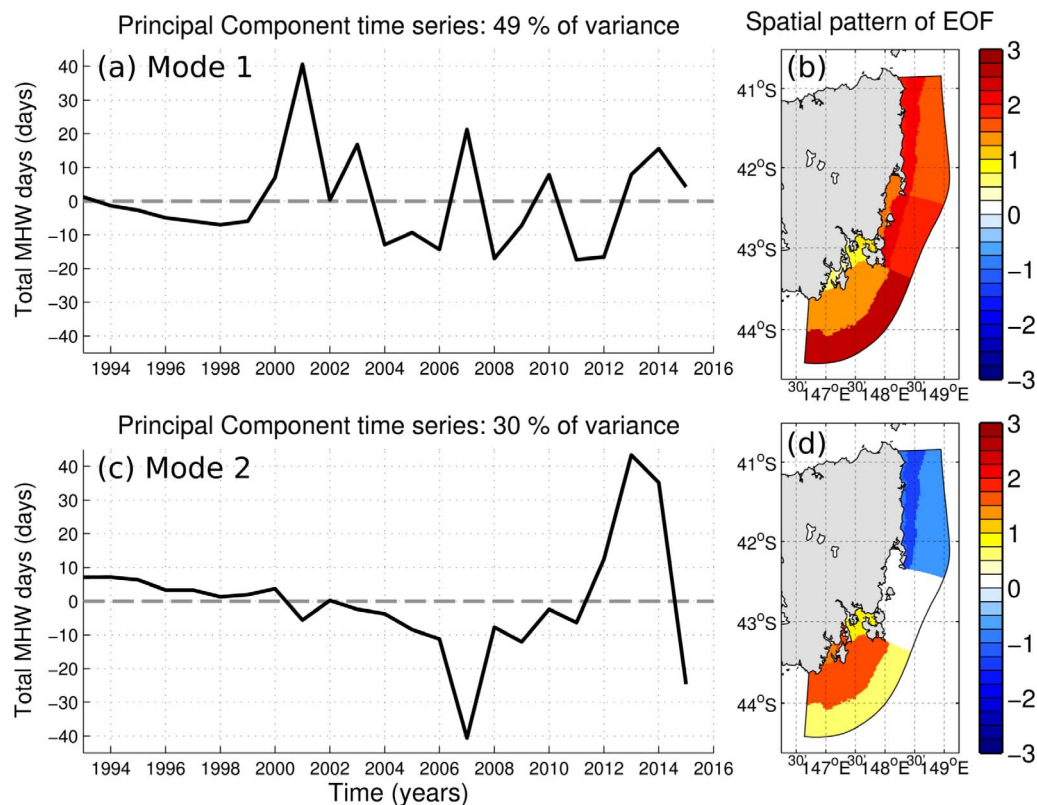 Principal Component time series: 49 % of variance
Spatial pattern of EOF
(a) Mode 1
Total MHW days (days)
40
30
20
10
0
−10
−20
−30
−40
1994 1996 1998 2000 2002 2004 2006 2008 2010 2012 2014 2016
(b)
41°S
42°S
43°S
44°S
30' 147°E 30' 148°E 30' 149°E
3
2
1
0
−1
−2
−3
Principal Component time series: 30 % of variance
(c) Mode 2
Total MHW days (days)
40
30
20
10
0
−10
−20
−30
−40
1994 1996 1998 2000 2002 2004 2006 2008 2010 2012 2014 2016
Time (years)
(d)
41°S
42°S
43°S
44°S
30' 147°E 30' 148°E 30' 149°E
3
2
1
0
−1
−2
−3